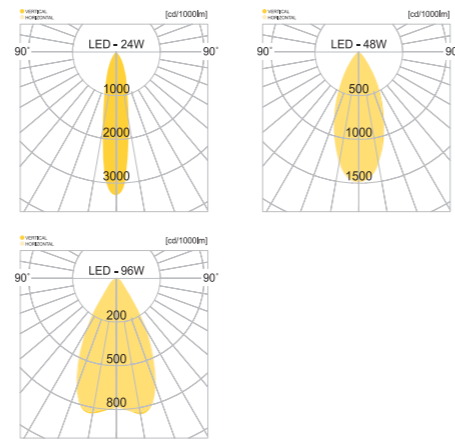 VERTICAL
HORIZONTAL
[cd/1000lm]
LED - 24W
90° 90°
1000
2000
3000
VERTICAL
HORIZONTAL
[cd/1000lm]
LED - 48W
90° 90
500
1000
1500
VERTICAL
HORIZONTAL
[cd/1000lm]
LED - 96W
90° 90°
200
500
800